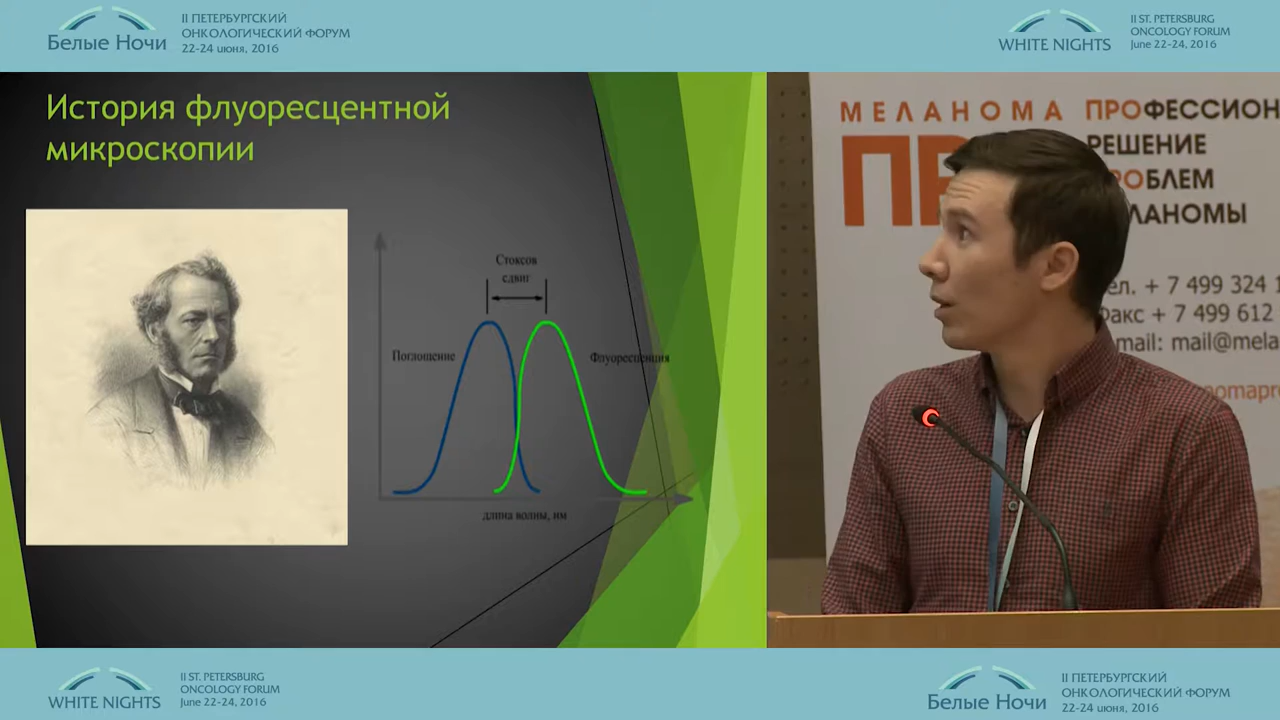 Белые Ночи
II ПЕТЕРБУРГСКИЙ
ОНКОЛОГИЧЕСКИЙ ФОРУМ
22-24 июня, 2016
WHITE NIGHTS
II ST. PETERSBURG
ONCOLOGY FORUM
June 22-24, 2016
История флуоресцентной
микроскопии
Стоксов
сдвиг
Поглощение
Флуоресценция
длина волны, нм
МЕЛАНОМА
ПРОФЕССИОН
РЕШЕНИЕ
РОБЛЕМ
ЛАНОМЫ
ел. + 7 499 324 1
Факс + 7 499 612
mail: mail@mela
nomapro
WHITE NIGHTS
II ST. PETERSBURG
ONCOLOGY FORUM
June 22-24, 2016
Белые Ночи
II ПЕТЕРБУРГСКИЙ
ОНКОЛОГИЧЕСКИЙ ФОРУМ
22-24 июня, 2016